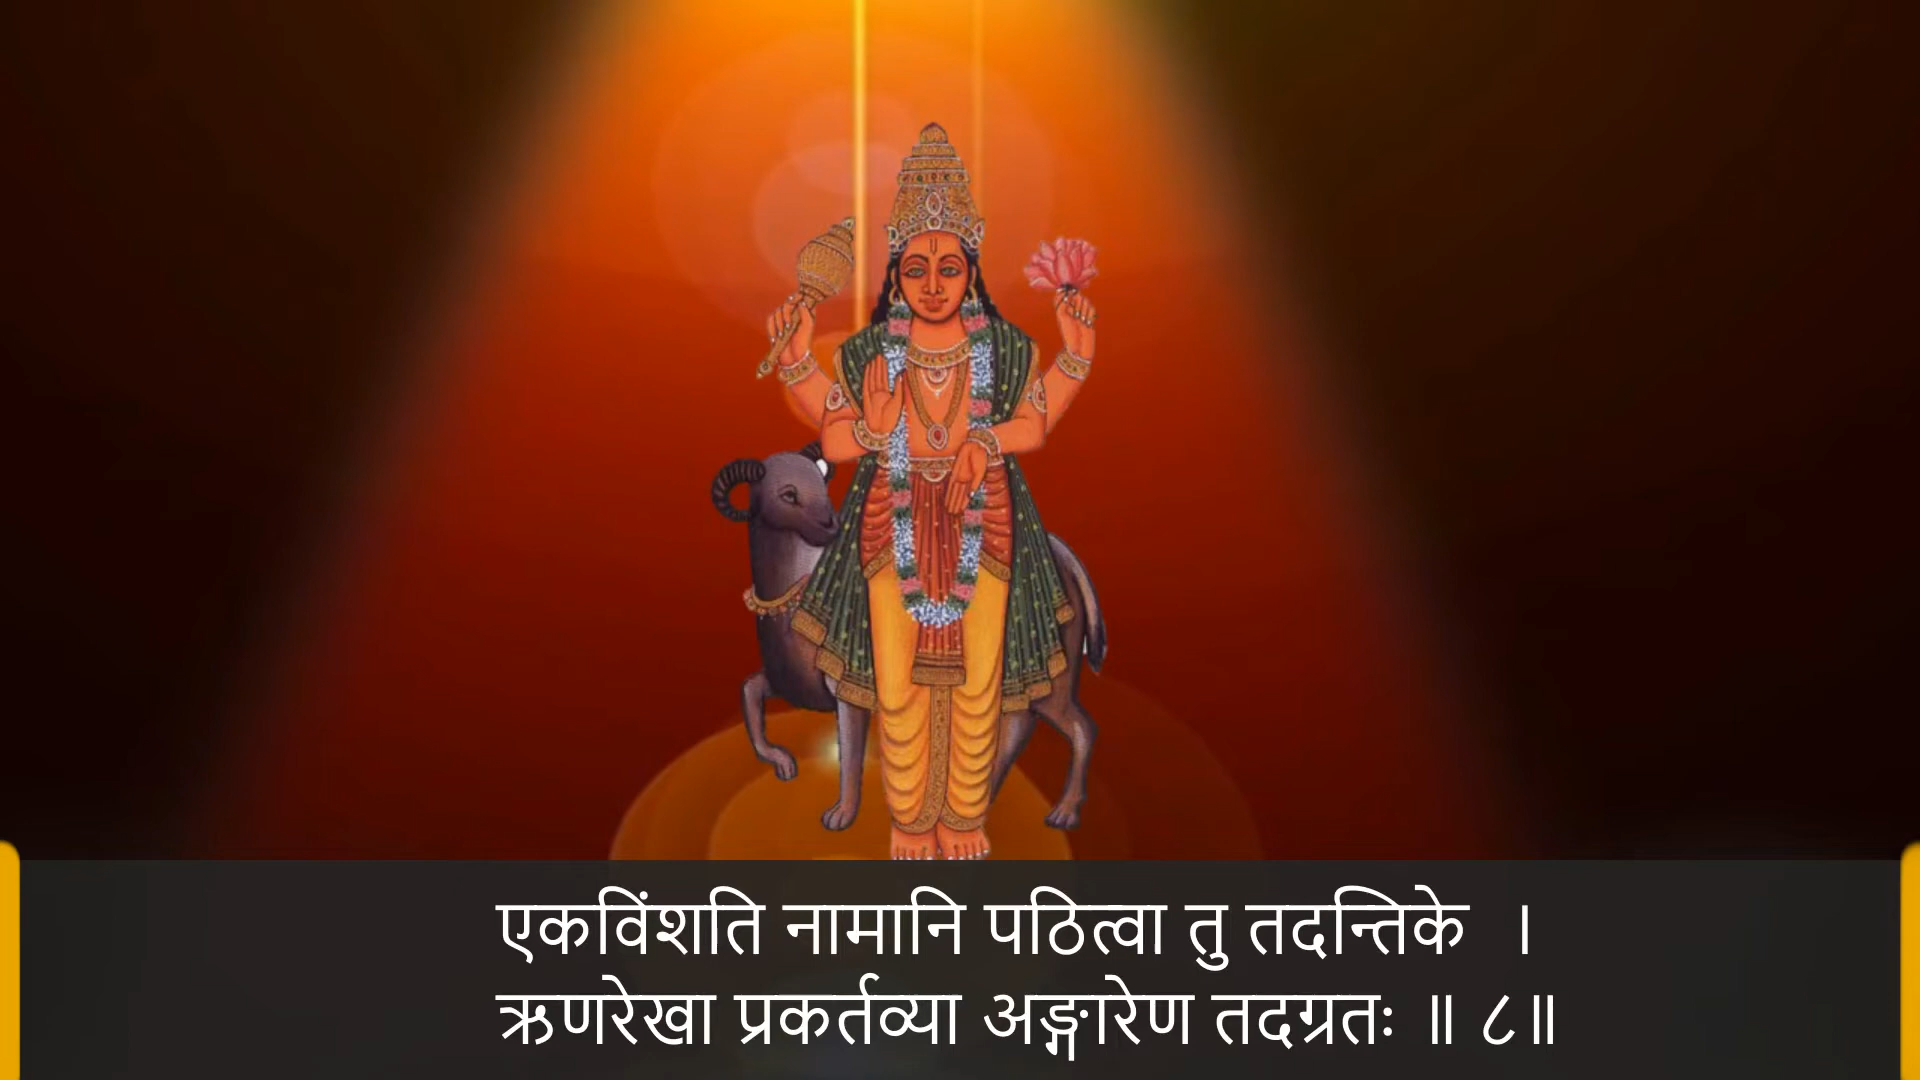 एकविंशति नामानि पठित्वा तु तदन्तिके ।
ऋणरेखा प्रकर्तव्या अङ्गारेण तदग्रतः ॥ ८॥